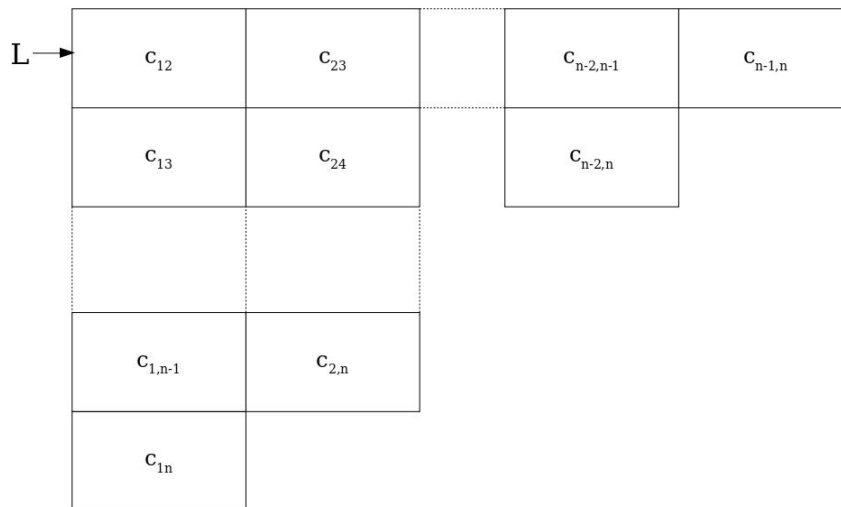 L c₁₂ c₂₃ cₙ₋₂,ₙ₋₁ cₙ₋₁,ₙ
c₁₃ c₂₄ cₙ₋₂,ₙ
c₁,ₙ₋₁ c₂,ₙ
c₁ₙ